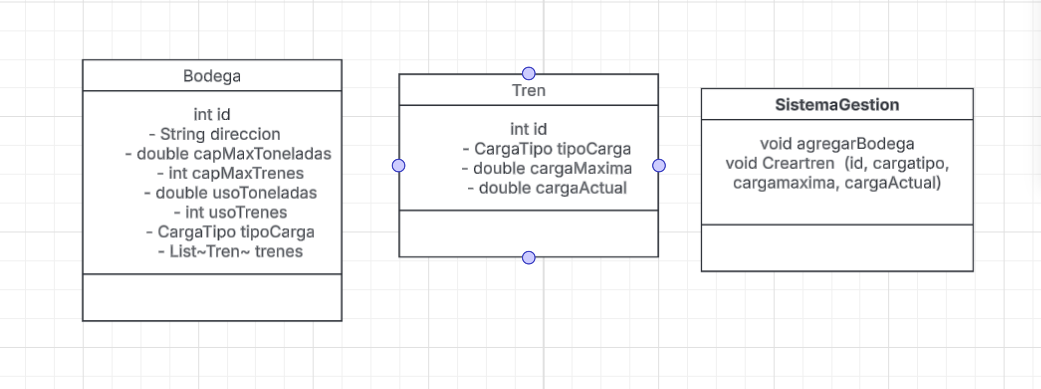 Bodega
int id
- String direccion
- double capMaxToneladas
- int capMaxTrenes
- double usoToneladas
- int usoTrenes
- CargaTipo tipoCarga
- List~Tren~ trenes
Tren
int id
- CargaTipo tipoCarga
- double cargaMaxima
- double cargaActual
SistemaGestion
void agregarBodega
void Creartren (id, cargatipo,
cargamaxima, cargaActual)